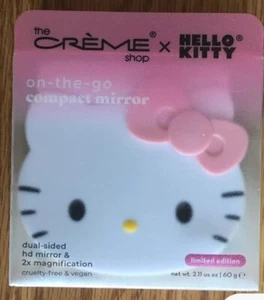 the
CRÈME® x HELLO®
shop KITTY
on-the-go
compact mirror
dual-sided
hd mirror &
2x magnification
cruelty-free & vegan
limited edition
net wt. 2.11 us oz | 60 g e